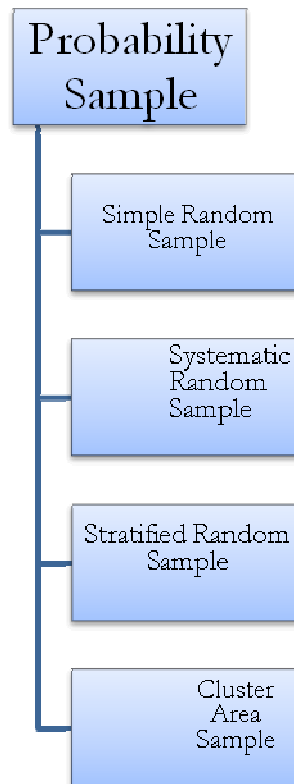 Probability
Sample
Simple Random
Sample
Systematic
Random
Sample
Stratified Random
Sample
Cluster
Area
Sample